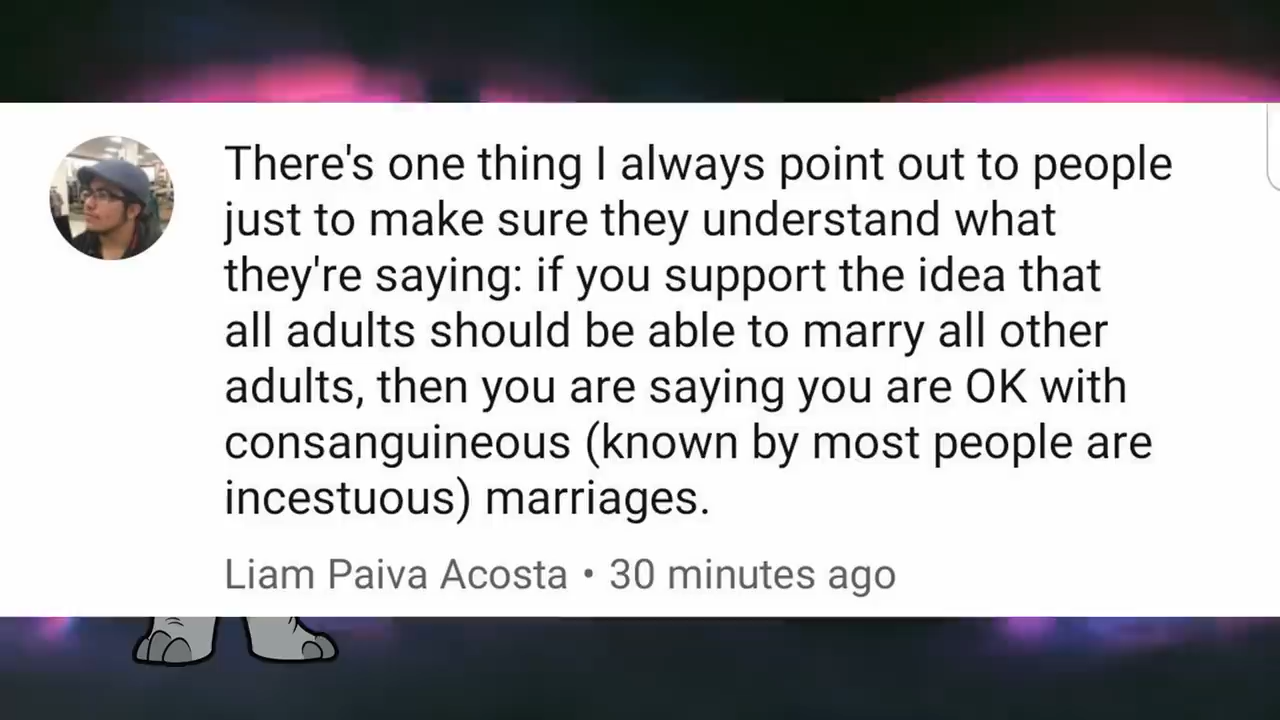 There's one thing I always point out to people
just to make sure they understand what
they're saying: if you support the idea that
all adults should be able to marry all other
adults, then you are saying you are OK with
consanguineous (known by most people are
incestuous) marriages.
Liam Paiva Acosta • 30 minutes ago